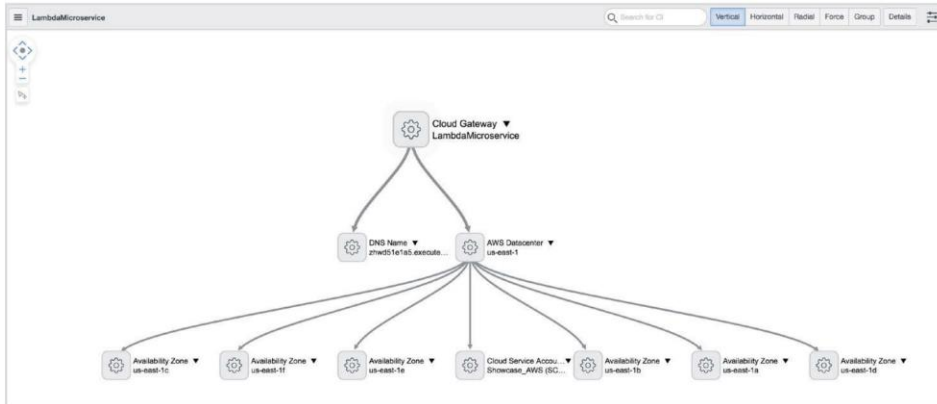 LambdaMicroservice
Search for CI
Vertical Horizontal Radial Force Group Details
Cloud Gateway ▼
LambdaMicroservice
DNS Name ▼
zhwd51e1a5.execute...
AWS Datacenter ▼
us-east-1
Availability Zone ▼
us-east-1c
Availability Zone ▼
us-east-1f
Availability Zone ▼
us-east-1e
Cloud Service Accou...▼
Showcase_AWS (SC...
Availability Zone ▼
us-east-1b
Availability Zone ▼
us-east-1a
Availability Zone ▼
us-east-1d